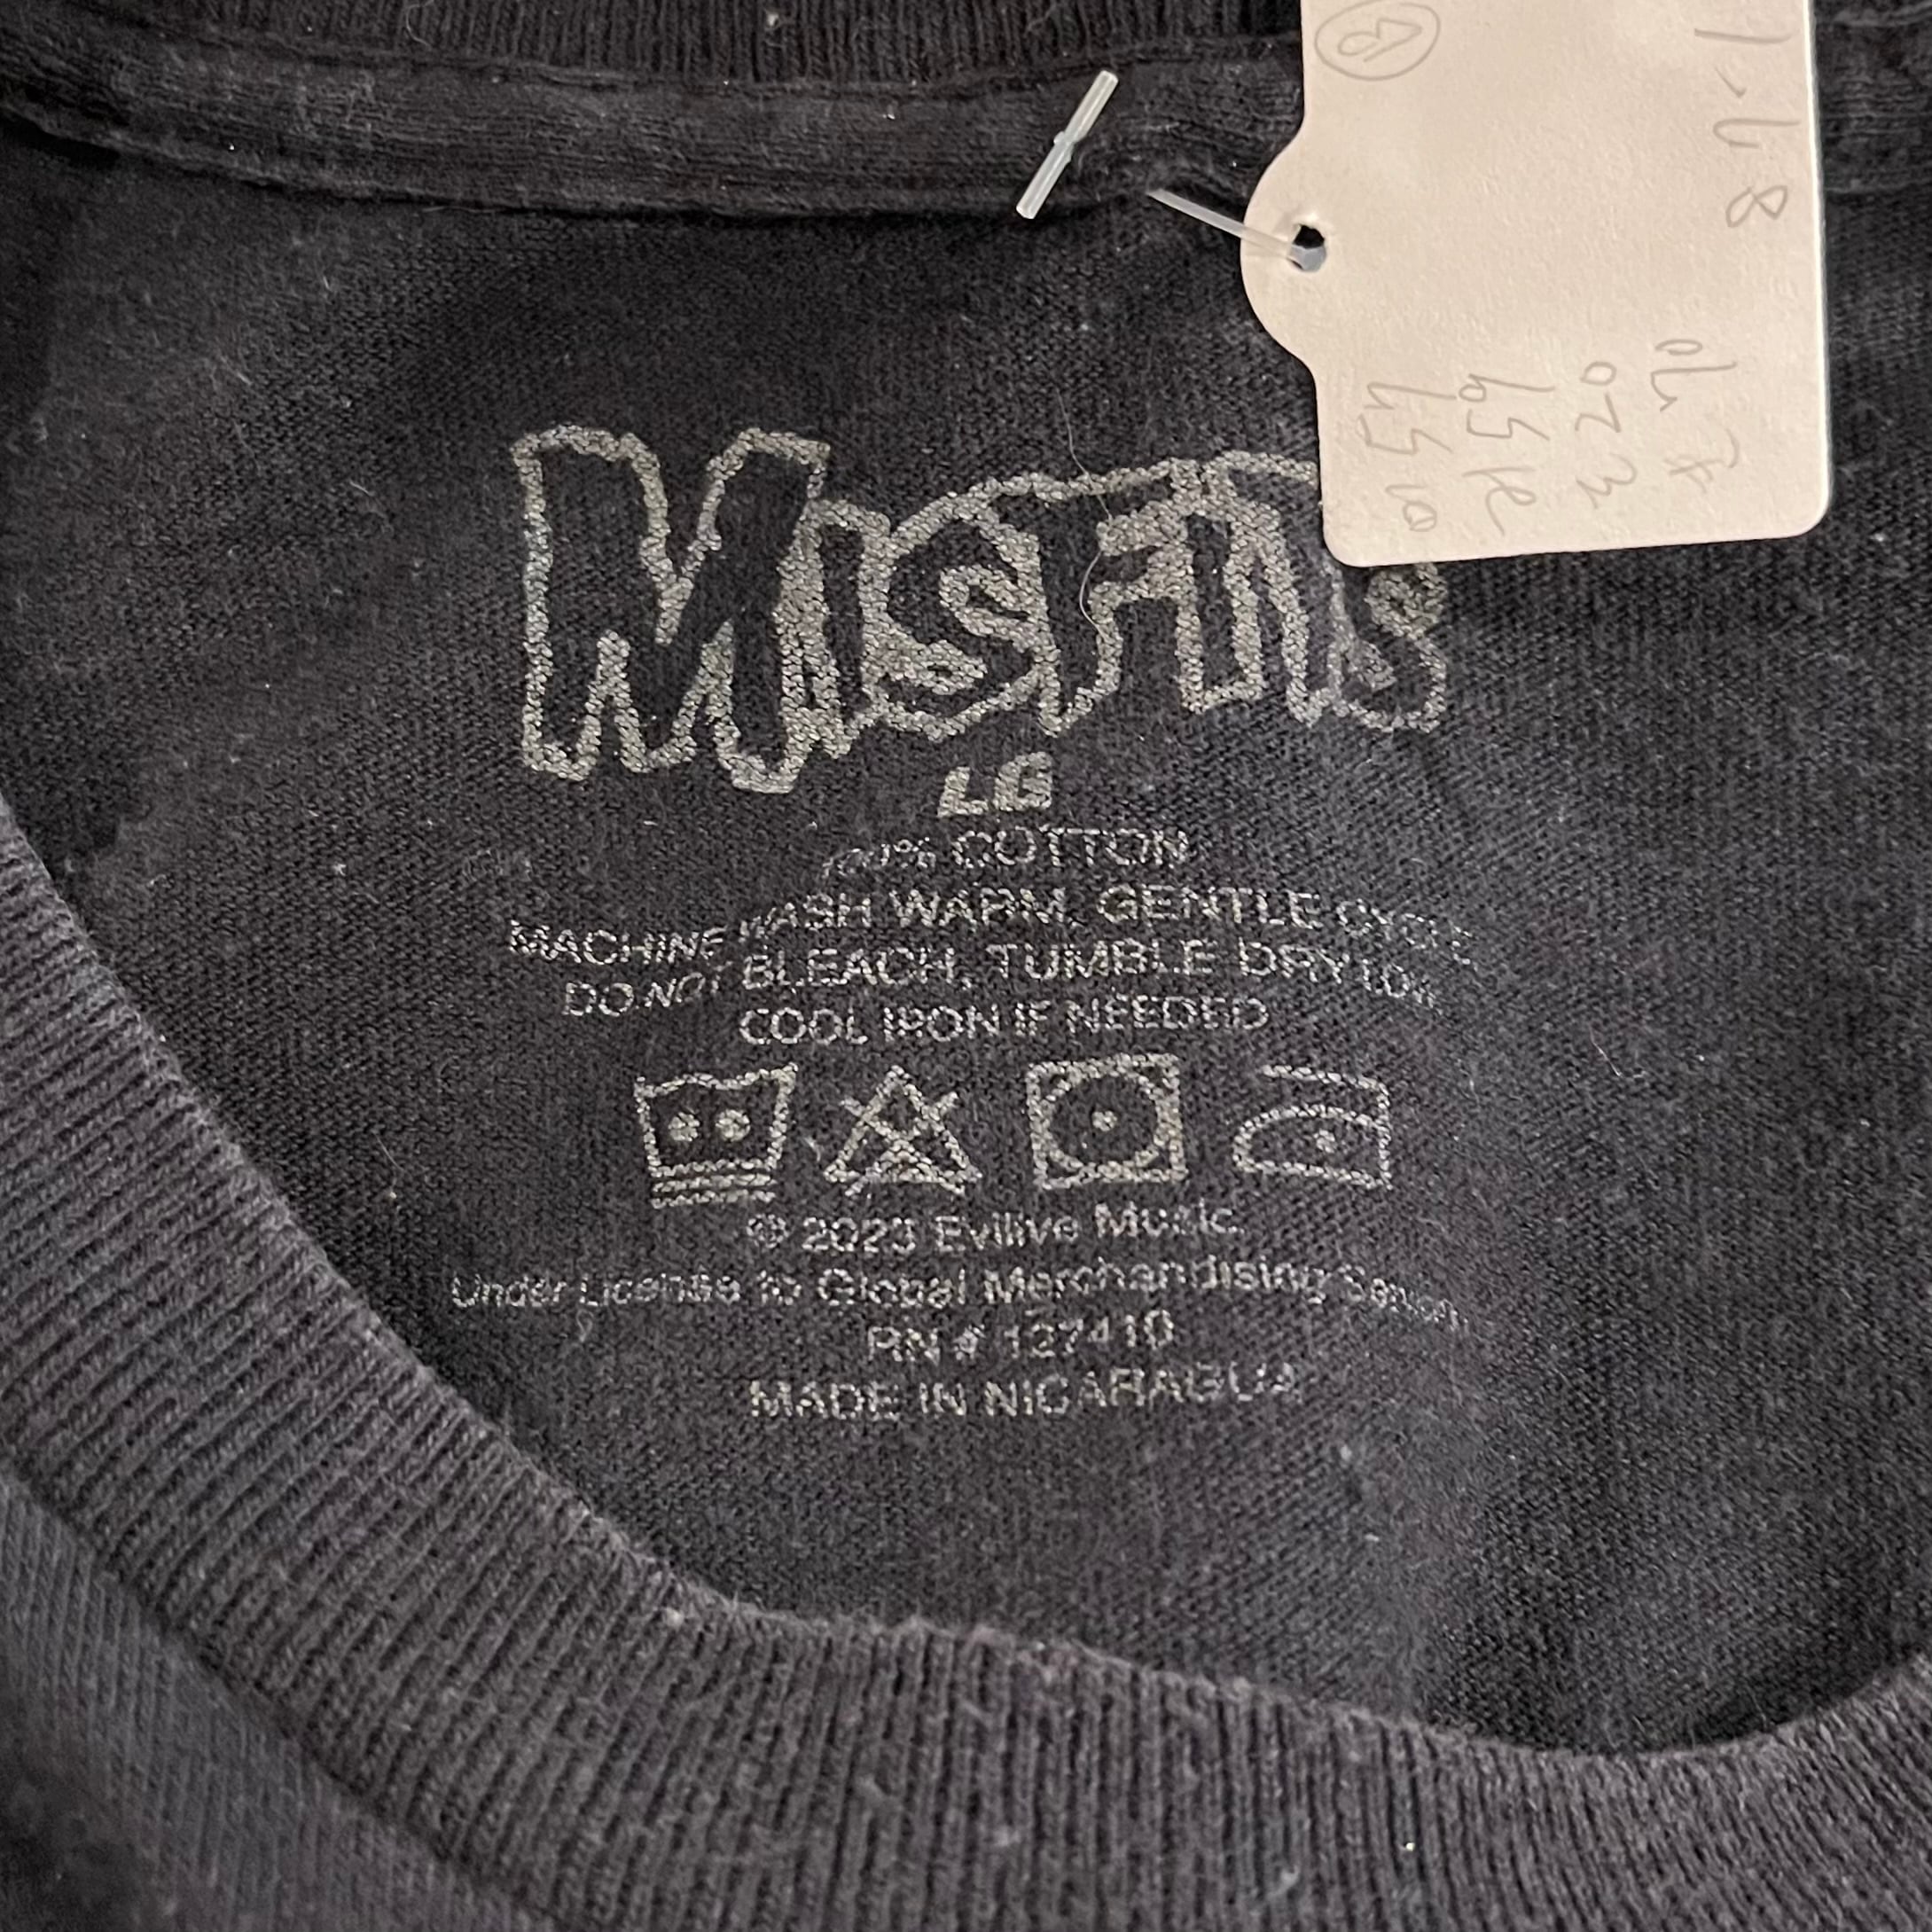 MISFITS
LG
100% COTTON
MACHINE WASH WARM, GENTLE CYCLE
DO NOT BLEACH, TUMBLE DRY LOW
COOL IRON IF NEEDED
© 2023 Evilive Music.
Under License to Global Merchandising
RN # 127410
MADE IN NICARAGUA